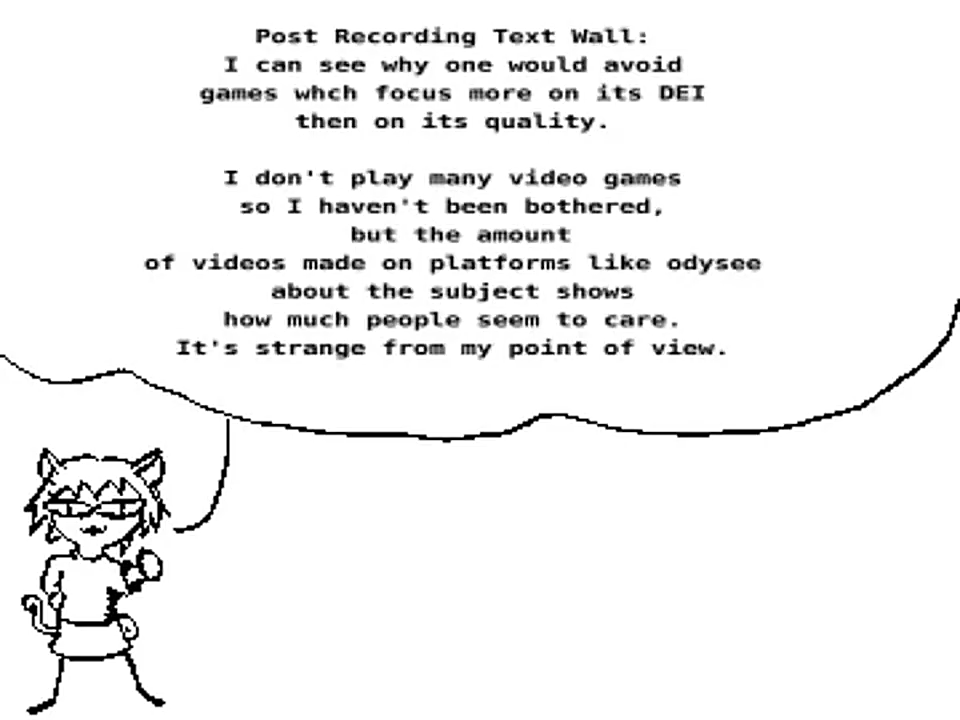 Post Recording Text Wall:
I can see why one would avoid
games whch focus more on its DEI
then on its quality.
I don't play many video games
so I haven't been bothered,
but the amount
of videos made on platforms like odysee
about the subject shows
how much people seem to care.
It's strange from my point of view.